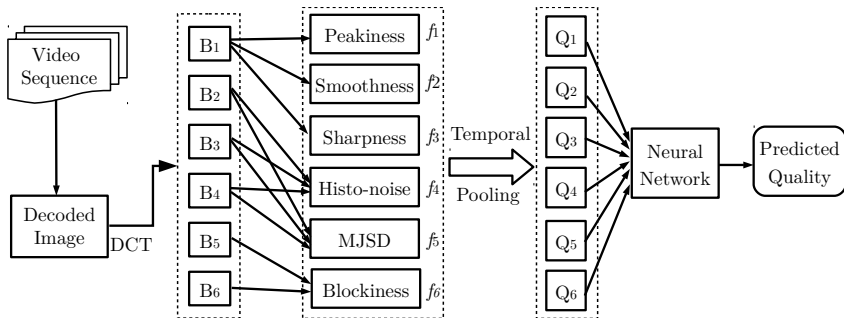 Video
Sequence
Decoded
Image
DCT
B1
B2
B3
B4
B5
B6
Peakiness f1
Smoothness f2
Sharpness f3
Histo-noise f4
MJSD f5
Blockiness f6
Temporal
Pooling
Q1
Q2
Q3
Q4
Q5
Q6
Neural
Network
Predicted
Quality